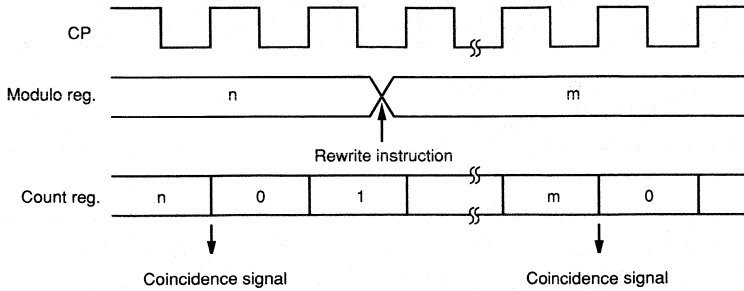 CP
Modulo reg.
n
m
Rewrite instruction
Count reg.
n
0
1
m
0
Coincidence signal
Coincidence signal